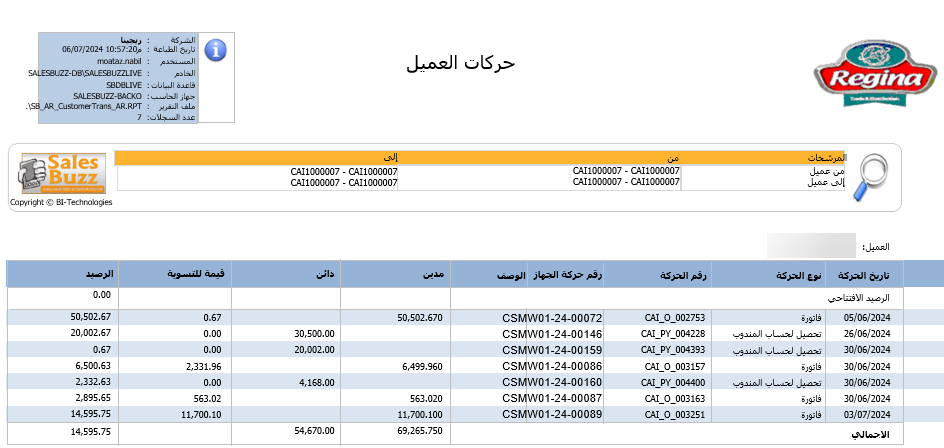 الشركة : ريجينا
تاريخ الطباعة : 06/07/2024 10:57:20م
المستخدم : moataz.nabil
الخادم : SALESBUZZ-DB\SALESBUZZLIVE
قاعدة البيانات: SBDBLIVE
جهاز الحاسب: SALESBUZZ-BACKO
ملف التقرير : SB_AR_CustomerTrans_AR.RPT\.
عدد السجلات: 7
حركات العميل
Regina
Trade & Distribution
Sales
Buzz
Copyright © BI-Technologies
المرشحات من إلى
من عميل CAI1000007 - CAI1000007 CAI1000007 - CAI1000007
إلى عميل CAI1000007 - CAI1000007 CAI1000007 - CAI1000007
العميل:
تاريخ الحركة نوع الحركة رقم الحركة رقم حركة الجهاز الوصف مدين دائن قيمة للتسوية الرصيد
الرصيد الافتتاحي 0.00
05/06/2024 فاتورة CAI_O_002753 CSMW01-24-00072 50,502.670 0.67 50,502.67
26/06/2024 تحصيل لحساب المندوب CAI_PY_004228 CSMW01-24-00146 30,500.00 0.00 20,002.67
30/06/2024 تحصيل لحساب المندوب CAI_PY_004393 CSMW01-24-00159 20,002.00 0.00 0.67
30/06/2024 فاتورة CAI_O_003157 CSMW01-24-00086 6,499.960 2,331.96 6,500.63
30/06/2024 تحصيل لحساب المندوب CAI_PY_004400 CSMW01-24-00160 4,168.00 0.00 2,332.63
30/06/2024 فاتورة CAI_O_003163 CSMW01-24-00087 563.020 563.02 2,895.65
03/07/2024 فاتورة CAI_O_003251 CSMW01-24-00089 11,700.100 11,700.10 14,595.75
الاجمالي 69,265.750 54,670.00 14,595.75